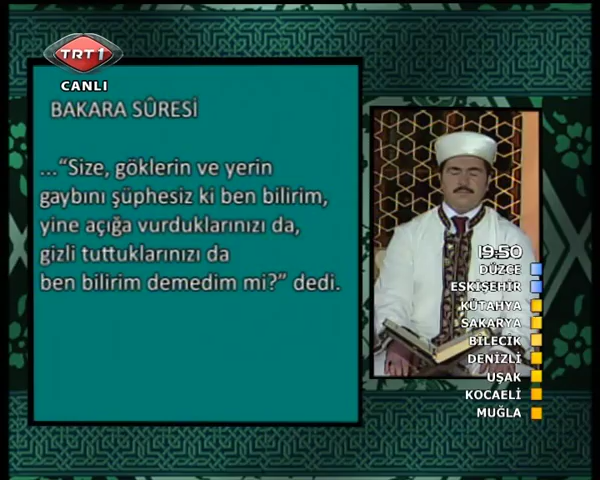 TRT 1
CANLI
BAKARA SÛRESİ
..."Size, göklerin ve yerin
gaybını şüphesiz ki ben bilirim,
yine açığa vurduklarınızı da,
gizli tuttuklarınızı da
ben bilirim demedim mi?" dedi.
19:50
DÜZCE
ESKIŞEHİR
KÜTAHYA
SAKARYA
BİLECİK
DENİZLİ
UŞAK
KOCAELİ
MUĞLA